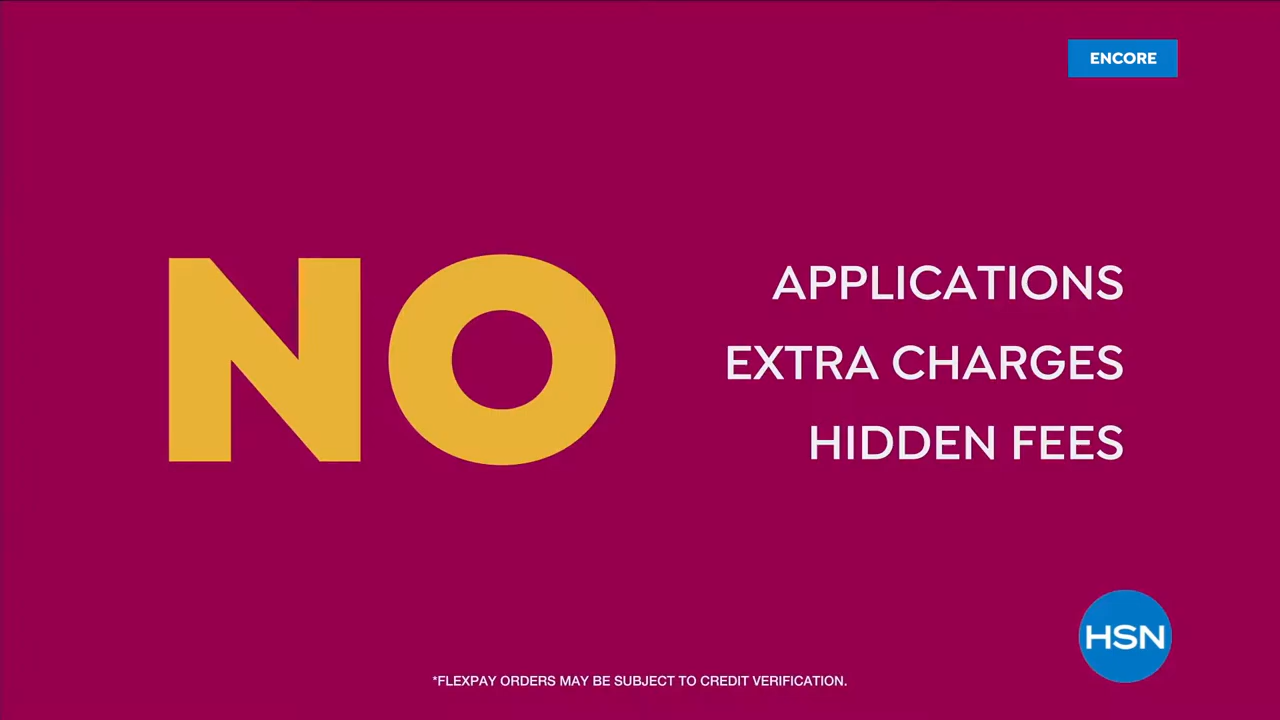 ENCORE
NO
APPLICATIONS
EXTRA CHARGES
HIDDEN FEES
HSN
*FLEXPAY ORDERS MAY BE SUBJECT TO CREDIT VERIFICATION.